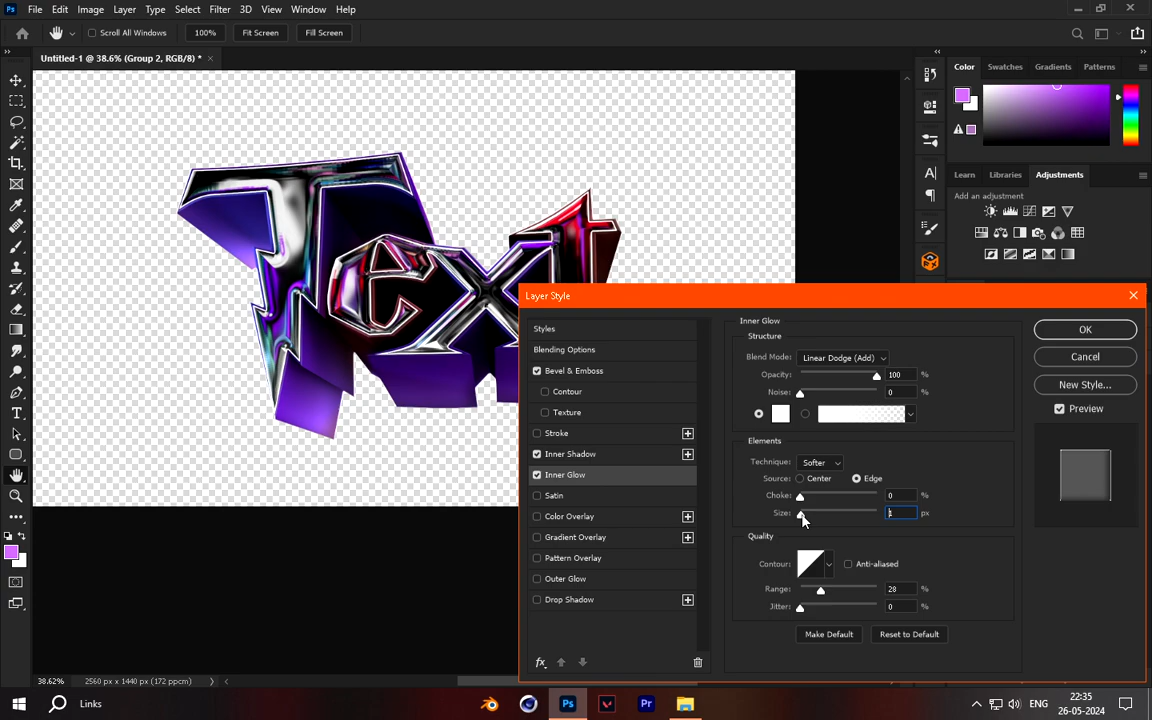 Ps File Edit Image Layer Type Select Filter 3D View Window Help
Scroll All Windows 100% Fit Screen Fill Screen
Untitled-1 @ 38.6% (Group 2, RGB/8) *
Color Swatches Gradients Patterns
Learn Libraries Adjustments
Add an adjustment
Text
Layer Style
Styles
Blending Options
Bevel & Emboss
Contour
Texture
Stroke
Inner Shadow
Inner Glow
Satin
Color Overlay
Gradient Overlay
Pattern Overlay
Outer Glow
Drop Shadow
fx
Inner Glow
Structure
Blend Mode: Linear Dodge (Add)
Opacity: 100 %
Noise: 0 %
Elements
Technique: Softer
Source: Center Edge
Choke: 0 %
Size: 1 px
Quality
Contour: Anti-aliased
Range: 28 %
Jitter: 0 %
Make Default Reset to Default
OK
Cancel
New Style...
Preview
38.62% 2560 px x 1440 px (172 ppcm)
Links
Ps Pr
ENG
22:35
26-05-2024